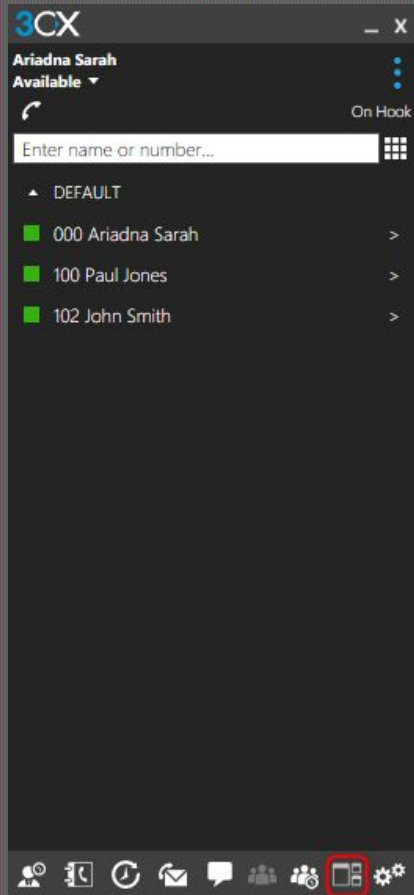 3CX
Ariadna Sarah
Available
On Hook
Enter name or number...
DEFAULT
000 Ariadna Sarah >
100 Paul Jones >
102 John Smith >